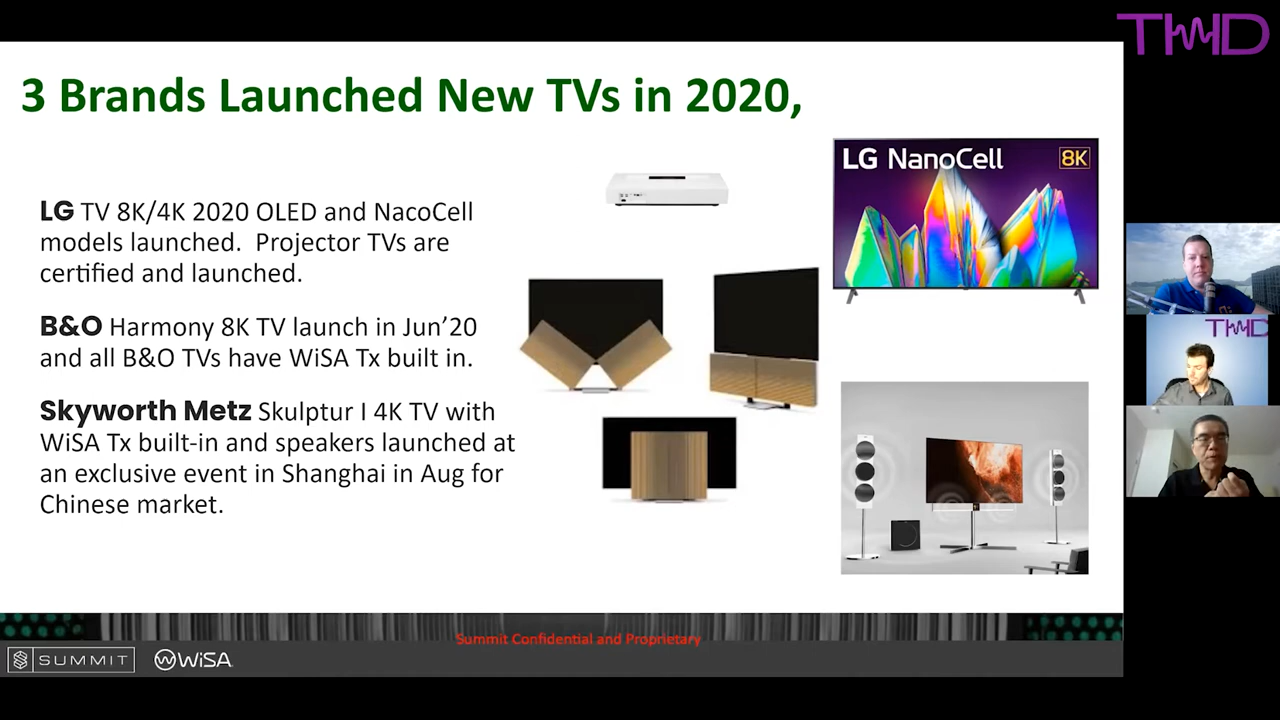 TWD
3 Brands Launched New TVs in 2020,
LG TV 8K/4K 2020 OLED and NacoCell
models launched.  Projector TVs are
certified and launched.
B&O Harmony 8K TV launch in Jun’20
and all B&O TVs have WiSA Tx built in.
Skyworth Metz Skulptur I 4K TV with
WiSA Tx built-in and speakers launched at
an exclusive event in Shanghai in Aug for
Chinese market.
LG NanoCell
8K
TWD
Summit Confidential and Proprietary
SUMMIT
WiSA